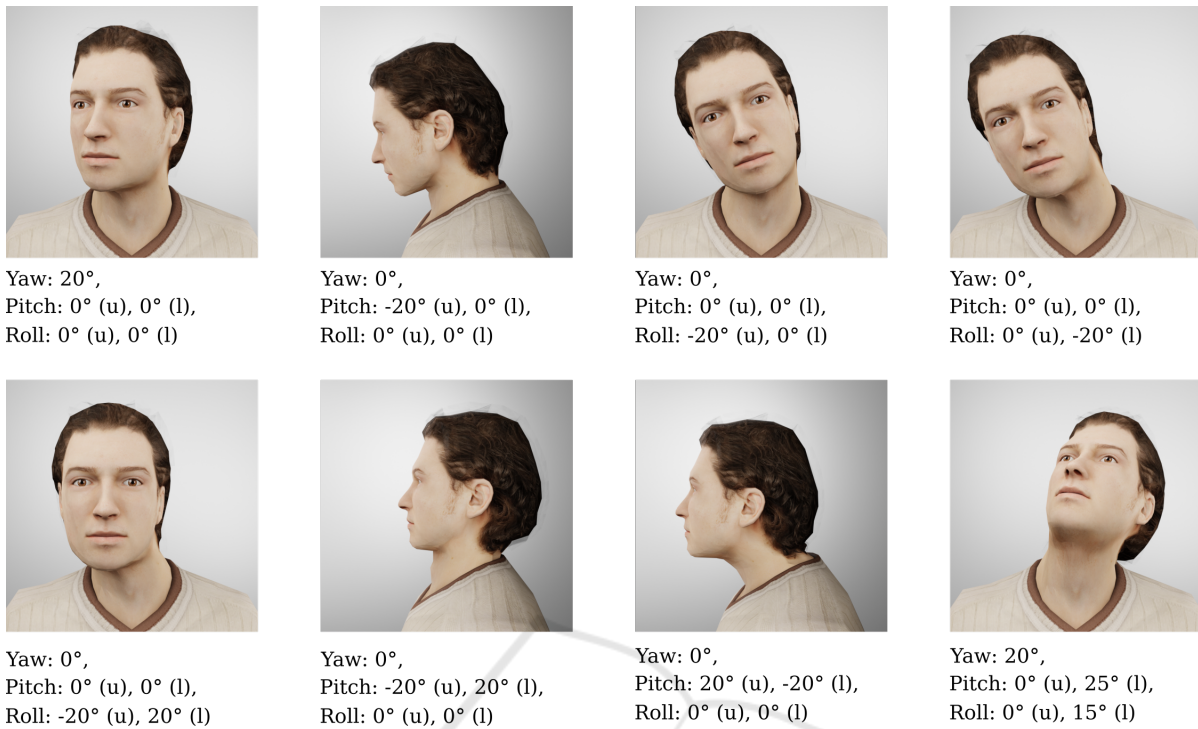 Yaw: 20°,
Pitch: 0° (u), 0° (l),
Roll: 0° (u), 0° (l)
Yaw: 0°,
Pitch: -20° (u), 0° (l),
Roll: 0° (u), 0° (l)
Yaw: 0°,
Pitch: 0° (u), 0° (l),
Roll: -20° (u), 0° (l)
Yaw: 0°,
Pitch: 0° (u), 0° (l),
Roll: 0° (u), -20° (l)
Yaw: 0°,
Pitch: 0° (u), 0° (l),
Roll: -20° (u), 20° (l)
Yaw: 0°,
Pitch: -20° (u), 20° (l),
Roll: 0° (u), 0° (l)
Yaw: 0°,
Pitch: 20° (u), -20° (l),
Roll: 0° (u), 0° (l)
Yaw: 20°,
Pitch: 0° (u), 25° (l),
Roll: 0° (u), 15° (l)